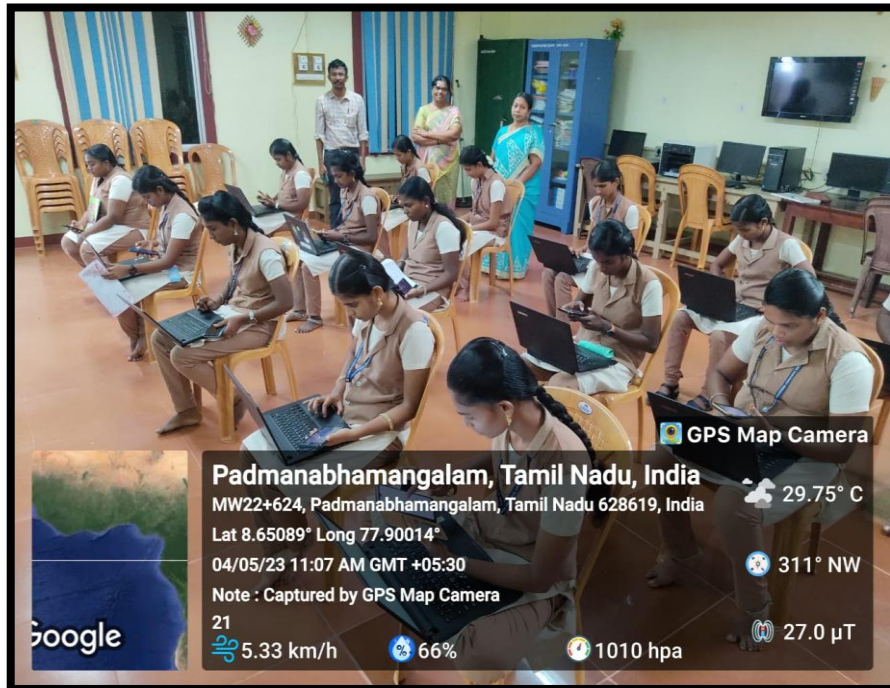 GPS Map Camera
Padmanabhamangalam, Tamil Nadu, India
MW22+624, Padmanabhamangalam, Tamil Nadu 628619, India
Lat 8.65089° Long 77.90014°
04/05/23 11:07 AM GMT +05:30
Note : Captured by GPS Map Camera
21
29.75° C
311° NW
27.0 µT
5.33 km/h
66%
1010 hpa
Google